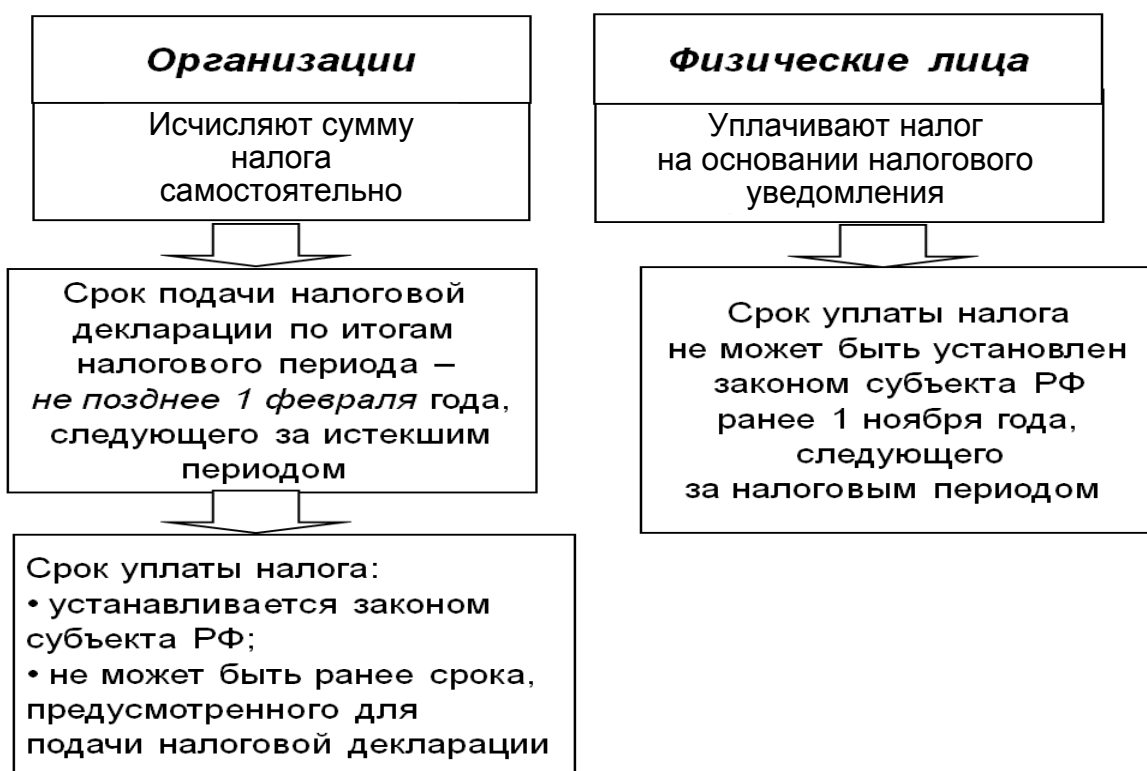 Организации
Исчисляют сумму
налога
самостоятельно
Срок подачи налоговой
декларации по итогам
налогового периода –
не позднее 1 февраля года,
следующего за истекшим
периодом
Срок уплаты налога:
• устанавливается законом
субъекта РФ;
• не может быть ранее срока,
предусмотренного для
подачи налоговой декларации
Физические лица
Уплачивают налог
на основании налогового
уведомления
Срок уплаты налога
не может быть установлен
законом субъекта РФ
ранее 1 ноября года,
следующего
за налоговым периодом